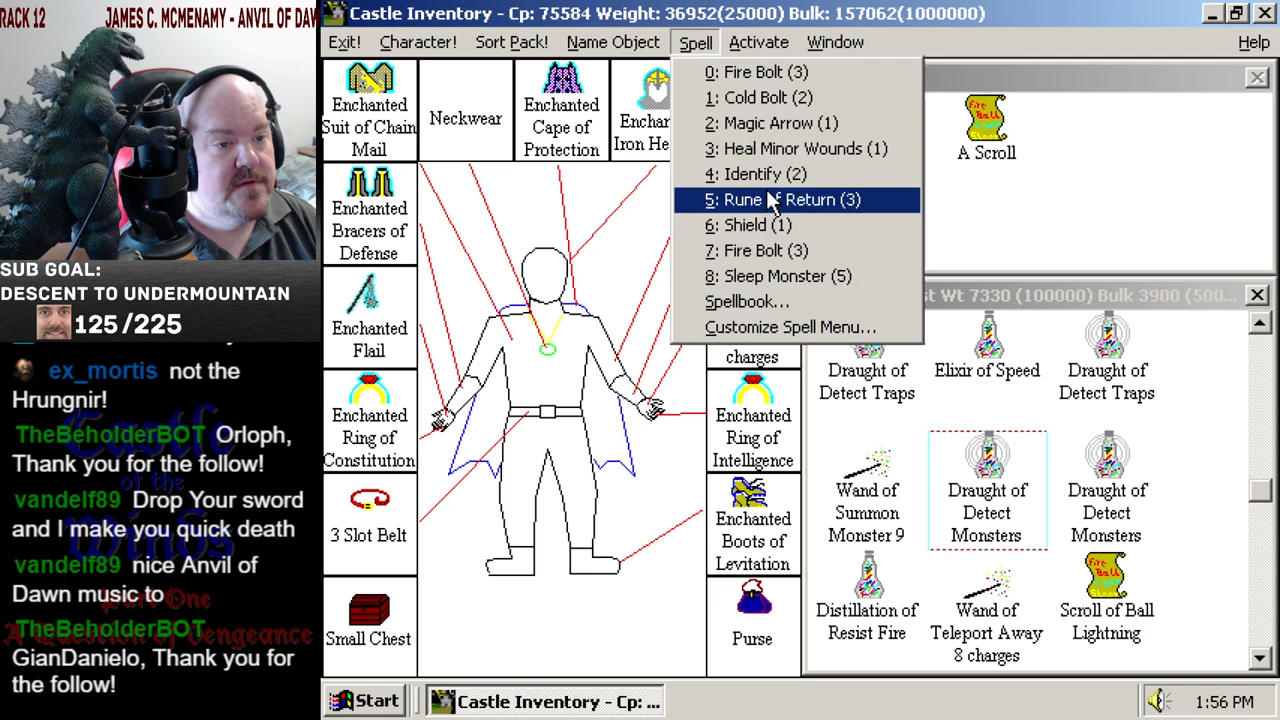 RACK 12 JAMES C. MCMENAMY - ANVIL OF DAW
SUB GOAL:
DESCENT TO UNDERMOUNTAIN
125 /225
ex_mortis not the
Hrungnir!
TheBeholderBOT Orloph,
Thank you for the follow!
vandelf89 Drop Your sword
and I make you quick death
vandelf89 nice Anvil of
Dawn music to
TheBeholderBOT
GianDanielo, Thank you for
the follow!
Castle
of the
Winds
Part One
A Question of Vengeance
Castle Inventory - Cp: 75584 Weight: 36952(25000) Bulk: 157062(1000000)
Exit! Character! Sort Pack! Name Object Spell Activate Window Help
0: Fire Bolt (3)
1: Cold Bolt (2)
2: Magic Arrow (1)
3: Heal Minor Wounds (1)
4: Identify (2)
5: Rune of Return (3)
6: Shield (1)
7: Fire Bolt (3)
8: Sleep Monster (5)
Spellbook...
Customize Spell Menu...
Enchanted
Suit of Chain
Mail
Neckwear
Enchanted
Cape of
Protection
Enchan
Iron He
Enchanted
Bracers of
Defense
Enchanted
Flail
Enchanted
Ring of
Constitution
3 Slot Belt
Small Chest
charges
Enchanted
Ring of
Intelligence
Enchanted
Boots of
Levitation
Purse
A Scroll
st Wt 7330 (100000) Bulk 3900 (500...
Draught of
Detect Traps
Elixir of Speed
Draught of
Detect Traps
Wand of
Summon
Monster 9
Draught of
Detect
Monsters
Draught of
Detect
Monsters
Distillation of
Resist Fire
Wand of
Teleport Away
8 charges
Scroll of Ball
Lightning
Start
Castle Inventory - Cp: ...
1:56 PM